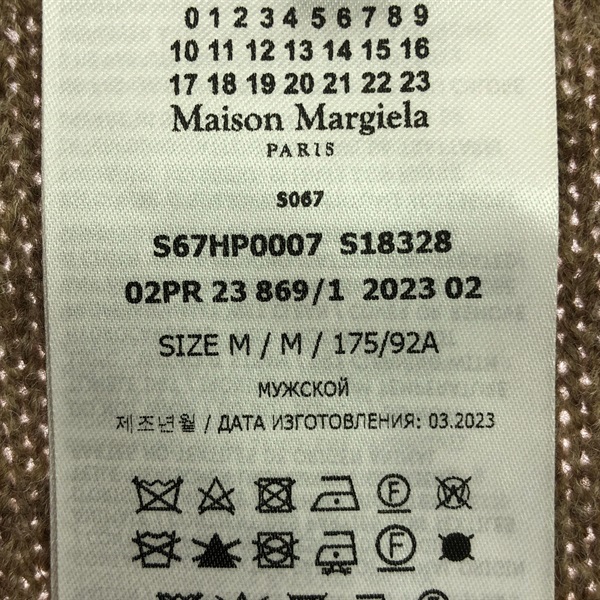 0 1 2 3 4 5 6 7 8 9
10 11 12 13 14 15 16
17 18 19 20 21 22 23
Maison Margiela
PARIS
S067
S67HP0007 S18328
02PR 23 869/1 2023 02
SIZE M / M / 175/92A
МУЖСКОЙ
제조년월 / ДАТА ИЗГОТОВЛЕНИЯ: 03.2023
F W
F